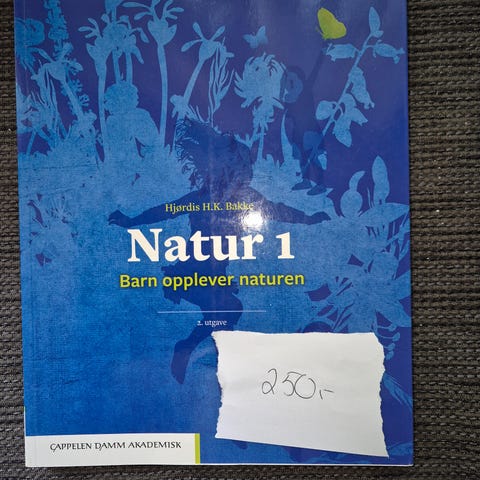 Hjørdis H.K. Bakke
Natur 1
Barn opplever naturen
2. utgave
250,-
CAPPELEN DAMM AKADEMISK